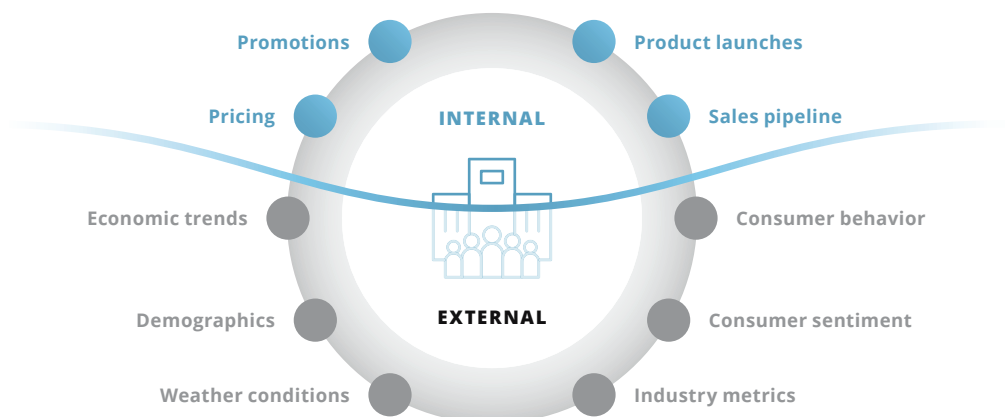 Promotions
Product launches
Pricing
INTERNAL
Sales pipeline
Economic trends
Consumer behavior
EXTERNAL
Demographics
Consumer sentiment
Weather conditions
Industry metrics